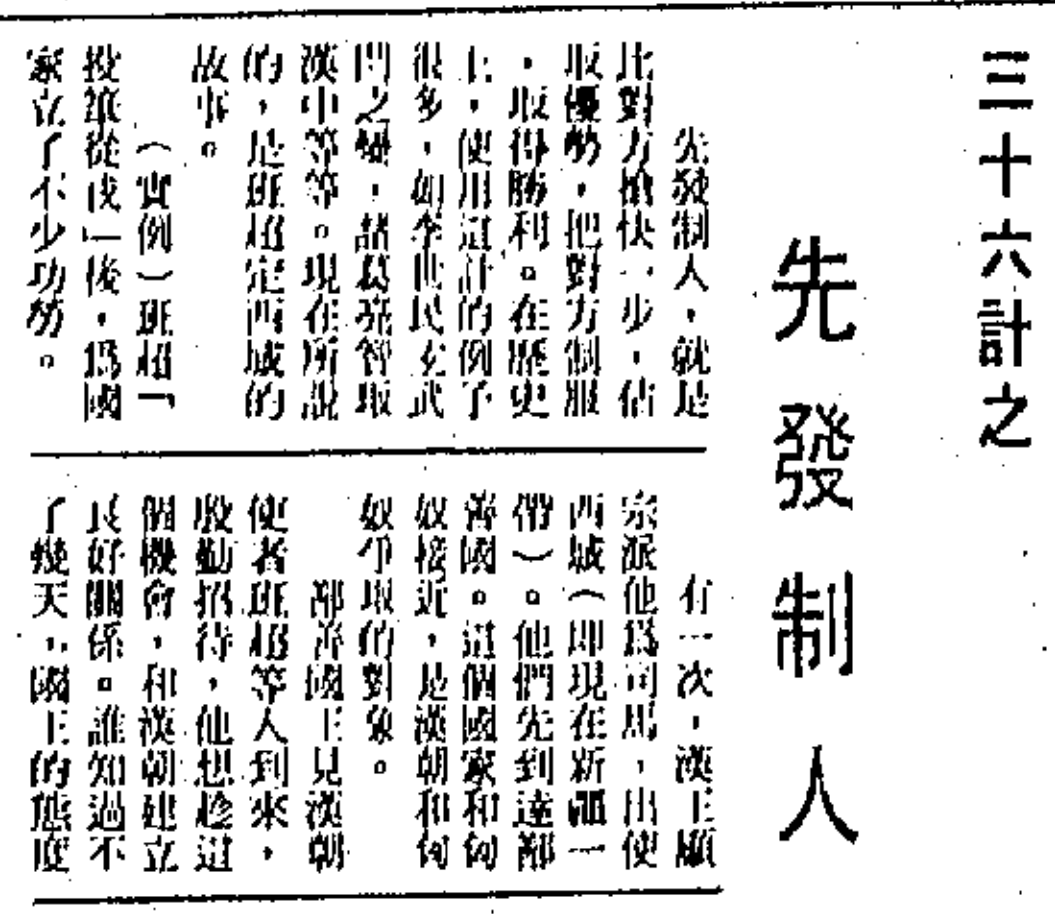 三十六計之
先發制人
先發制人,就是
比對方搶快一步,佔
取優勢,把對方制服
,取得勝利。在歷史
上,使用這計的例子
很多,如李世民玄武
門之變,諸葛亮智取
漢中等等。現在所說
的,是班超定西域的
故事。
(實例)班超「
投筆從戎」後,爲國
家立了不少功勞。
有一次,漢王顯
宗派他爲司馬,出使
西域(即現在新疆一
帶)。他們先到達鄯
善國。這個國家和匈
奴接近,是漢朝和匈
奴爭取的對象。
鄯善國王見漢朝
使者班超等人到來,
殷勤招待,他想趁這
個機會,和漢朝建立
良好關係。誰知過不
了幾天,國王的態度